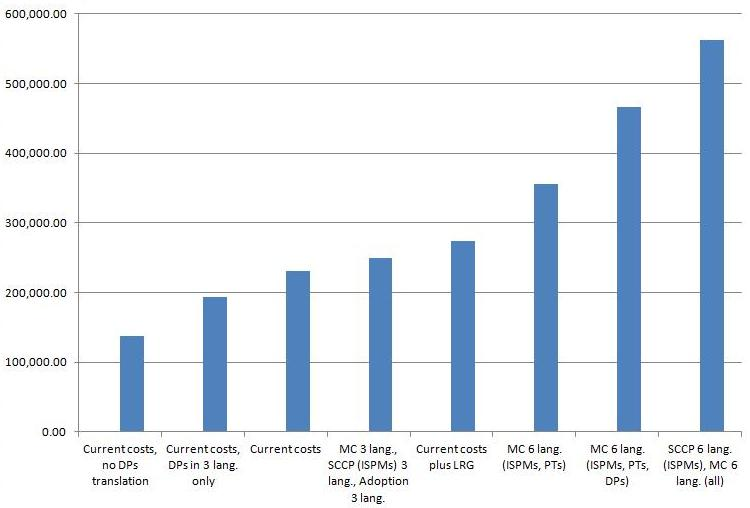 600,000.00
500,000.00
400,000.00
300,000.00
200,000.00
100,000.00
0.00
Current costs,
no DPs
translation
Current costs,
DPs in 3 lang.
only
Current costs
MC 3 lang.,
SCCP (ISPMs) 3
lang., Adoption
3 lang.
Current costs
plus LRG
MC 6 lang.
(ISPMs, PTs)
MC 6 lang.
(ISPMs, PTs,
DPs)
SCCP 6 lang.
(ISPMs), MC 6
lang. (all)